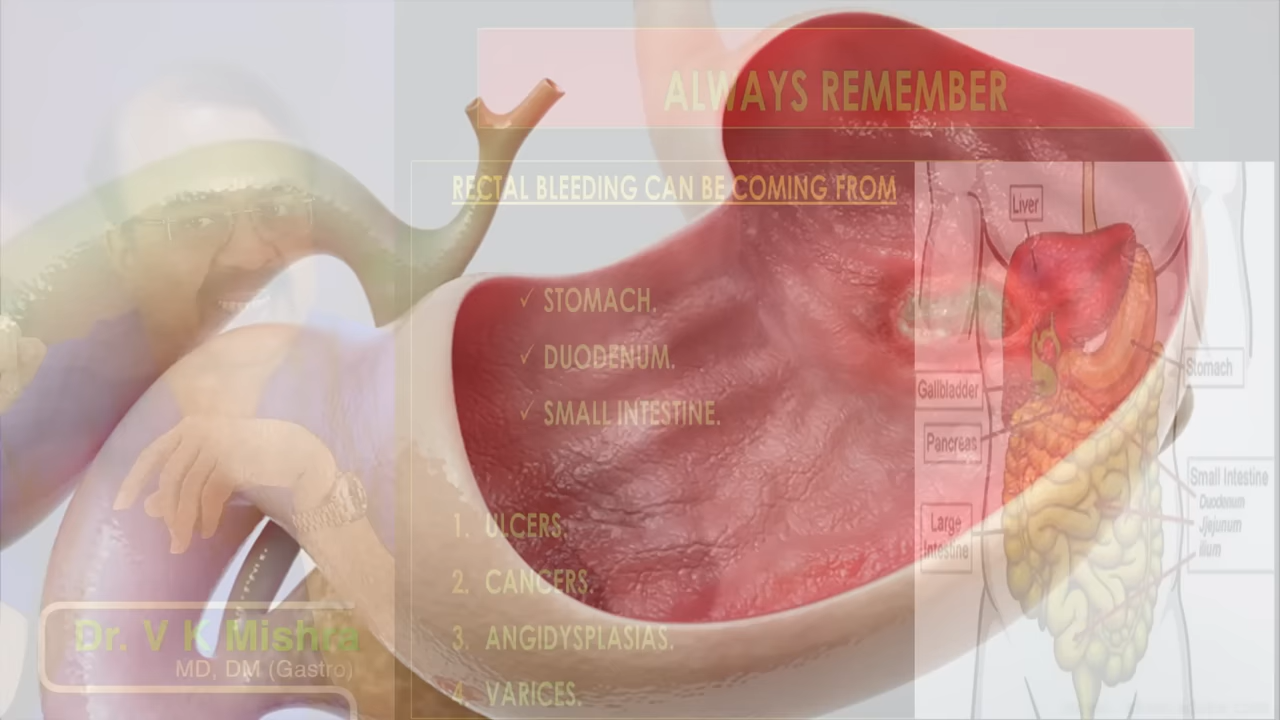 ALWAYS REMEMBER
RECTAL BLEEDING CAN BE COMING FROM
✓ STOMACH.
✓ DUODENUM.
✓ SMALL INTESTINE.
1. ULCERS.
2. CANCERS.
3. ANGIDYSPLASIAS.
4. VARICES.
Liver
Stomach
Gallbladder
Pancreas
Large
Intestine
Small Intestine
Duodenum
Jjejunum
Ilium
Dr. V K Mishra
MD, DM (Gastro)